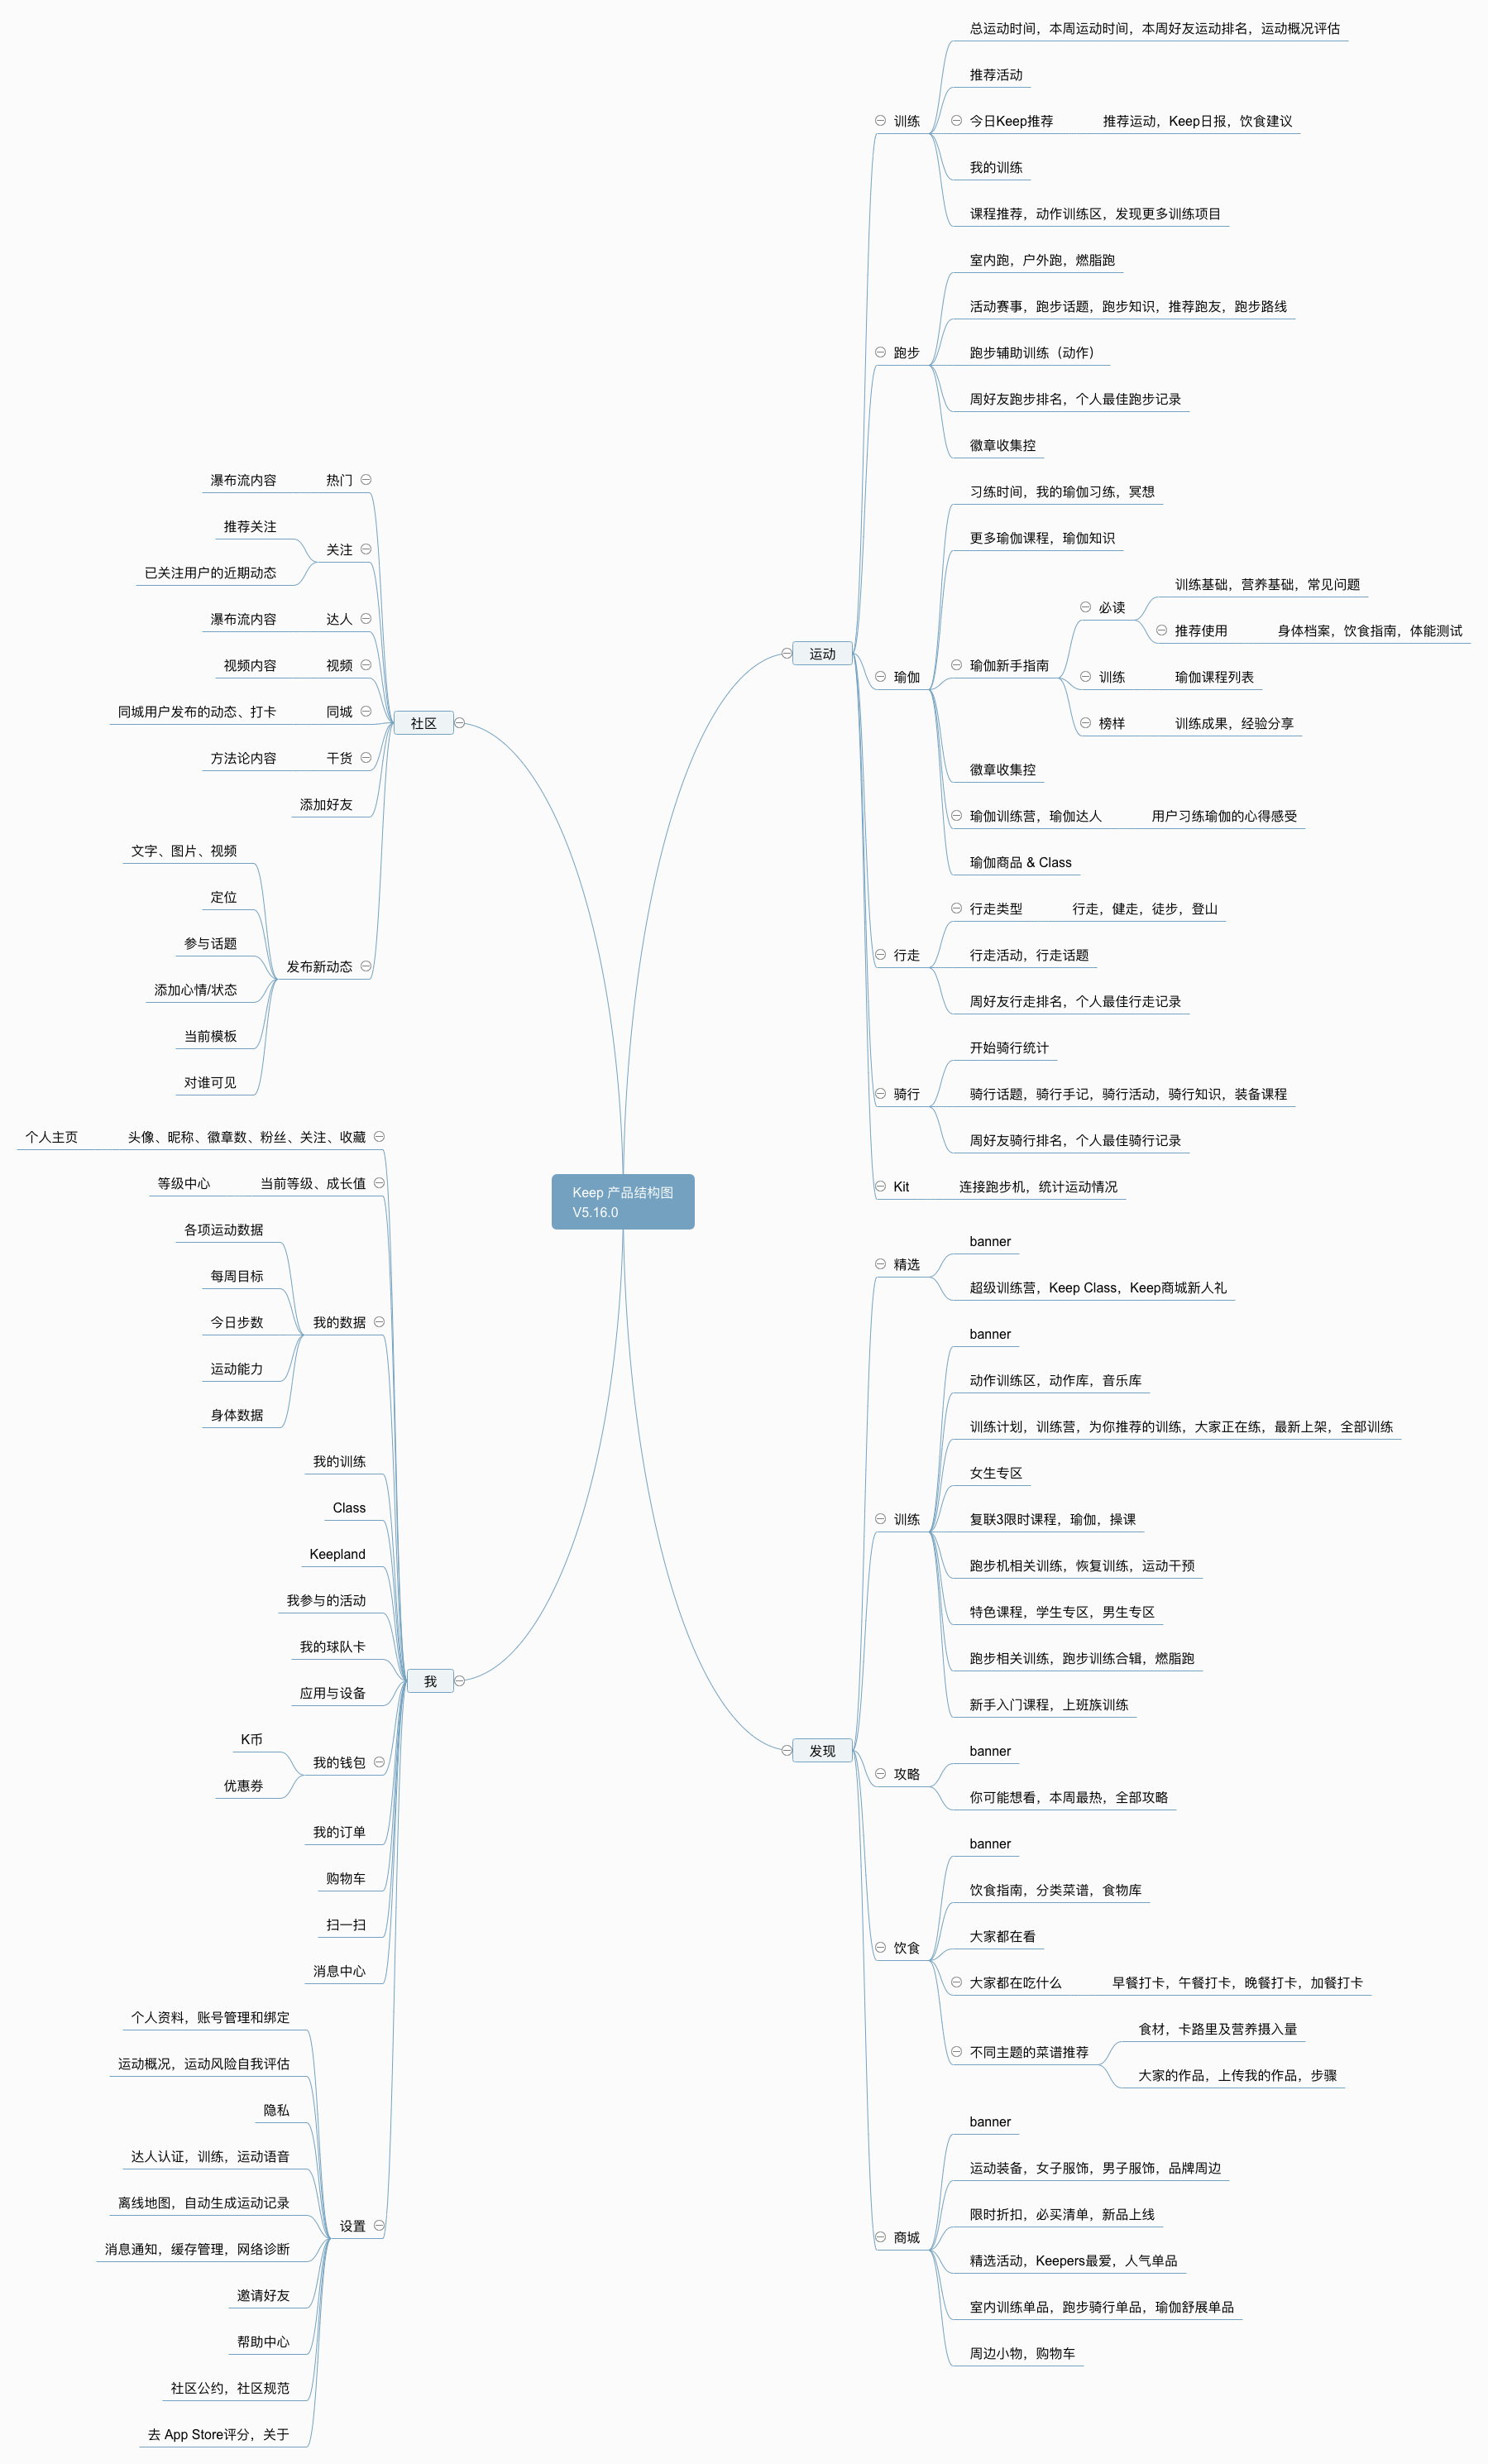 Keep 产品结构图
V5.16.0
运动
训练
总运动时间，本周运动时间，本周好友运动排名，运动概况评估
推荐活动
今日Keep推荐
推荐运动，Keep日报，饮食建议
我的训练
课程推荐，动作训练区，发现更多训练项目
跑步
室内跑，户外跑，燃脂跑
活动赛事，跑步话题，跑步知识，推荐跑友，跑步路线
跑步辅助训练（动作）
周好友跑步排名，个人最佳跑步记录
徽章收集控
瑜伽
习练时间，我的瑜伽习练，冥想
更多瑜伽课程，瑜伽知识
瑜伽新手指南
必读
训练基础，营养基础，常见问题
推荐使用
身体档案，饮食指南，体能测试
训练
瑜伽课程列表
榜样
训练成果，经验分享
徽章收集控
瑜伽训练营，瑜伽达人
用户习练瑜伽的心得感受
瑜伽商品 & Class
行走
行走类型
行走，健走，徒步，登山
行走活动，行走话题
周好友行走排名，个人最佳行走记录
骑行
开始骑行统计
骑行话题，骑行手记，骑行活动，骑行知识，装备课程
周好友骑行排名，个人最佳骑行记录
Kit
连接跑步机，统计运动情况
发现
精选
banner
超级训练营，Keep Class，Keep商城新人礼
训练
banner
动作训练区，动作库，音乐库
训练计划，训练营，为你推荐的训练，大家正在练，最新上架，全部训练
女生专区
复联3限时课程，瑜伽，操课
跑步机相关训练，恢复训练，运动干预
特色课程，学生专区，男生专区
跑步相关训练，跑步训练合辑，燃脂跑
新手入门课程，上班族训练
攻略
banner
你可能想看，本周最热，全部攻略
饮食
banner
饮食指南，分类菜谱，食物库
大家都在看
大家都在吃什么
早餐打卡，午餐打卡，晚餐打卡，加餐打卡
不同主题的菜谱推荐
食材，卡路里及营养摄入量
大家的作品，上传我的作品，步骤
商城
banner
运动装备，女子服饰，男子服饰，品牌周边
限时折扣，必买清单，新品上线
精选活动，Keepers最爱，人气单品
室内训练单品，跑步骑行单品，瑜伽舒展单品
周边小物，购物车
社区
热门
瀑布流内容
关注
推荐关注
已关注用户的近期动态
达人
瀑布流内容
视频
视频内容
同城
同城用户发布的动态、打卡
干货
方法论内容
添加好友
发布新动态
文字、图片、视频
定位
参与话题
添加心情/状态
当前模板
对谁可见
我
头像、昵称、徽章数、粉丝、关注、收藏
个人主页
当前等级、成长值
等级中心
我的数据
各项运动数据
每周目标
今日步数
运动能力
身体数据
我的训练
Class
Keepland
我参与的活动
我的球队卡
应用与设备
我的钱包
K币
优惠券
我的订单
购物车
扫一扫
消息中心
设置
个人资料，账号管理和绑定
运动概况，运动风险自我评估
隐私
达人认证，训练，运动语音
离线地图，自动生成运动记录
消息通知，缓存管理，网络诊断
邀请好友
帮助中心
社区公约，社区规范
去 App Store评分，关于